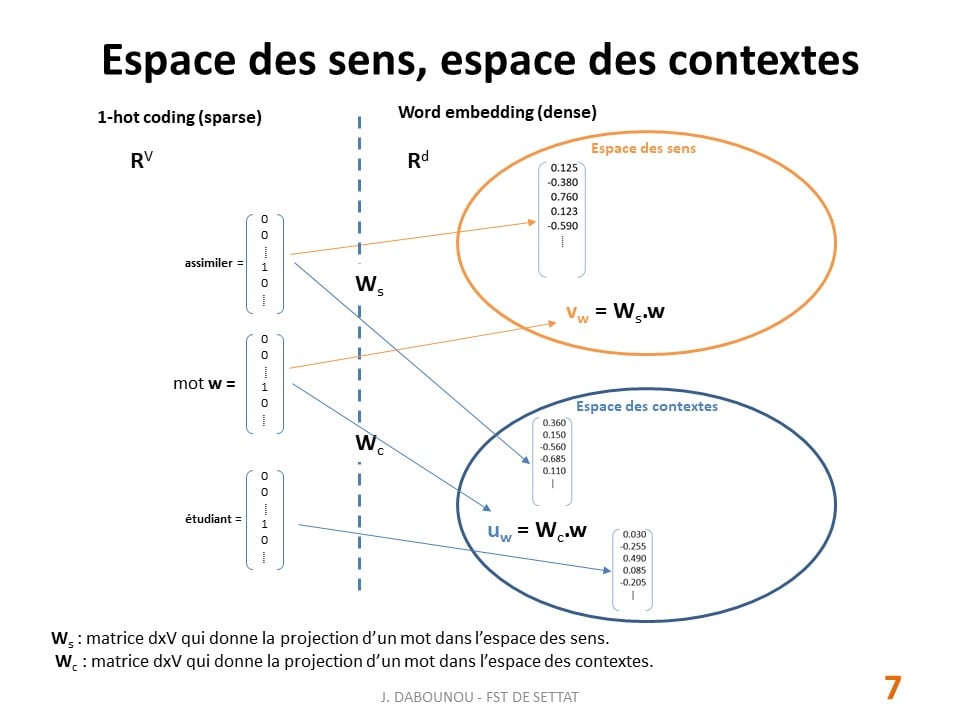 Espace des sens, espace des contextes
1-hot coding (sparse)
Word embedding (dense)
R^V
R^d
Espace des sens
0.125
-0.380
0.760
0.123
-0.590
⁞
assimiler =
0
0
⁞
1
0
⁞
W_s
v_w = W_s.w
mot w =
0
0
⁞
1
0
⁞
W_c
Espace des contextes
0.360
0.150
-0.560
-0.685
0.110
|
u_w = W_c.w
étudiant =
0
0
⁞
1
0
⁞
0.030
-0.255
0.490
0.085
-0.205
|
W_s : matrice dxV qui donne la projection d’un mot dans l’espace des sens.
W_c : matrice dxV qui donne la projection d’un mot dans l’espace des contextes.
J. DABOUNOU - FST DE SETTAT
7